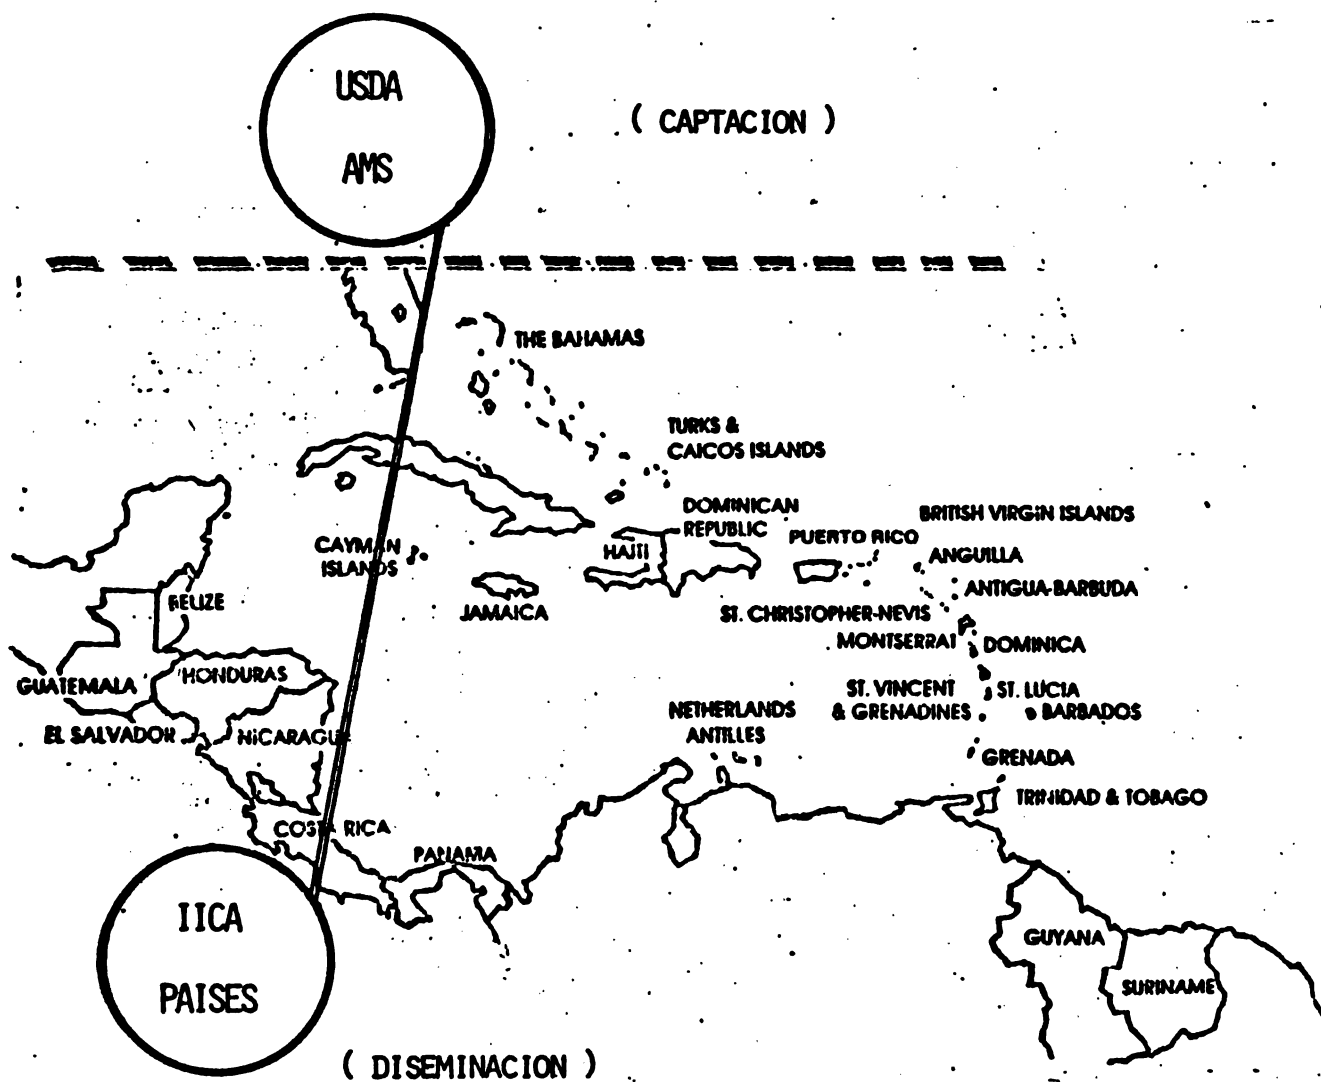 USDA
AMS
( CAPTACION )
THE BAHAMAS
TURKS &
CAICOS ISLANDS
DOMINICAN
REPUBLIC
BRITISH VIRGIN ISLANDS
PUERTO RICO
HAITI
CAYMAN
ISLANDS
ANGUILLA
ANTIGUA-BARBUDA
JAMAICA
BELIZE
ST. CHRISTOPHER-NEVIS
MONTSERRAT
DOMINICA
HONDURAS
GUATEMALA
ST. VINCENT
& GRENADINES
ST. LUCIA
BARBADOS
NETHERLANDS
ANTILLES
EL SALVADOR
NICARAGUA
GRENADA
TRINIDAD & TOBAGO
COSTA RICA
PANAMA
IICA
PAISES
GUYANA
SURINAME
( DISEMINACION )